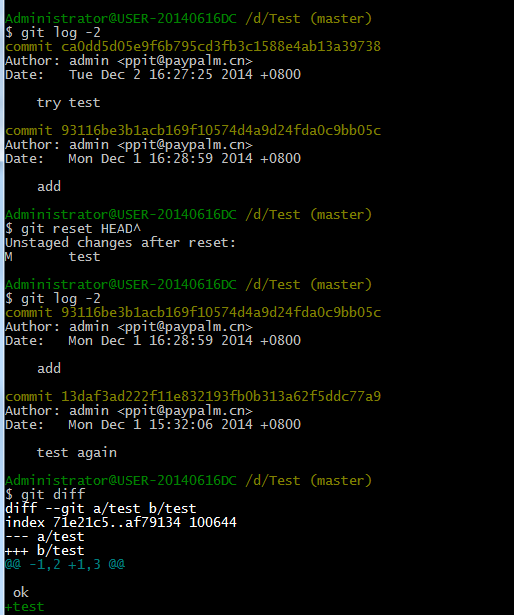 Administrator@USER-20140616DC /d/Test (master)
$ git log -2
commit ca0dd5d05e9f6b795cd3fb3c1588e4ab13a39738
Author: admin <ppit@paypalm.cn>
Date:   Tue Dec 2 16:27:25 2014 +0800
    try test
commit 93116be3b1acb169f10574d4a9d24fda0c9bb05c
Author: admin <ppit@paypalm.cn>
Date:   Mon Dec 1 16:28:59 2014 +0800
    add
Administrator@USER-20140616DC /d/Test (master)
$ git reset HEAD^
Unstaged changes after reset:
M       test
Administrator@USER-20140616DC /d/Test (master)
$ git log -2
commit 93116be3b1acb169f10574d4a9d24fda0c9bb05c
Author: admin <ppit@paypalm.cn>
Date:   Mon Dec 1 16:28:59 2014 +0800
    add
commit 13daf3ad222f11e832193fb0b313a62f5ddc77a9
Author: admin <ppit@paypalm.cn>
Date:   Mon Dec 1 15:32:06 2014 +0800
    test again
Administrator@USER-20140616DC /d/Test (master)
$ git diff
diff --git a/test b/test
index 71e21c5..af79134 100644
--- a/test
+++ b/test
@@ -1,2 +1,3 @@
 ok
+test